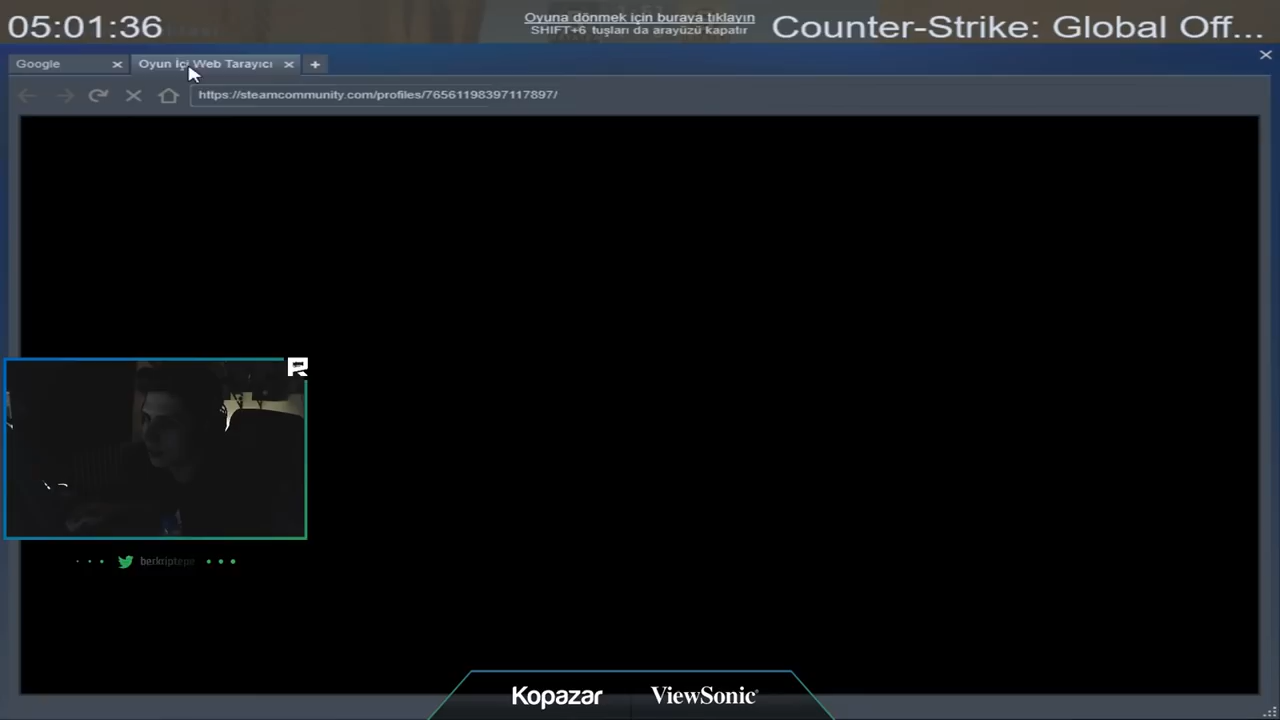 05:01:36
Oyuna dönmek için buraya tıklayın
SHIFT+6 tuşları da arayüzü kapatır
Counter-Strike: Global Off...
Google
Oyun İçi Web Tarayıcı
https://steamcommunity.com/profiles/76561198397117897/
berkriptepe
Kopazar
ViewSonic